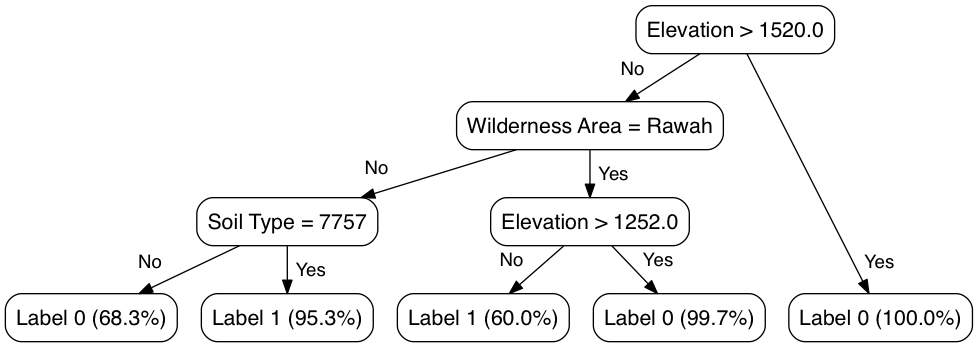 Elevation > 1520.0
No
Wilderness Area = Rawah
No
Yes
Soil Type = 7757
Elevation > 1252.0
No
Yes
No
Yes
Yes
Label 0 (68.3%)
Label 1 (95.3%)
Label 1 (60.0%)
Label 0 (99.7%)
Label 0 (100.0%)